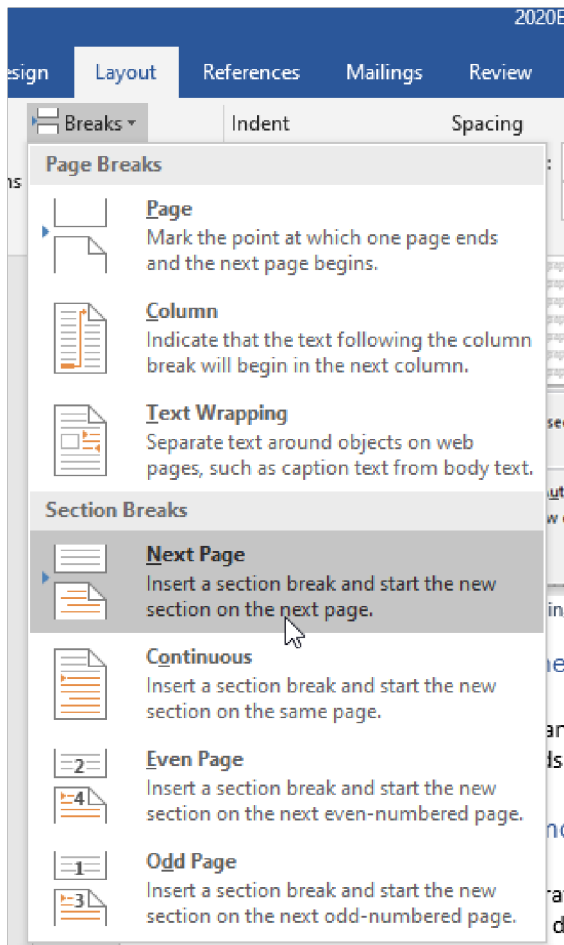 2020
esign Layout References Mailings Review
Breaks Indent Spacing
Page Breaks
Page
Mark the point at which one page ends
and the next page begins.
Column
Indicate that the text following the column
break will begin in the next column.
Text Wrapping
Separate text around objects on web
pages, such as caption text from body text.
Section Breaks
Next Page
Insert a section break and start the new
section on the next page.
Continuous
Insert a section break and start the new
section on the same page.
2
4
Even Page
Insert a section break and start the new
section on the next even-numbered page.
1
3
Odd Page
Insert a section break and start the new
section on the next odd-numbered page.